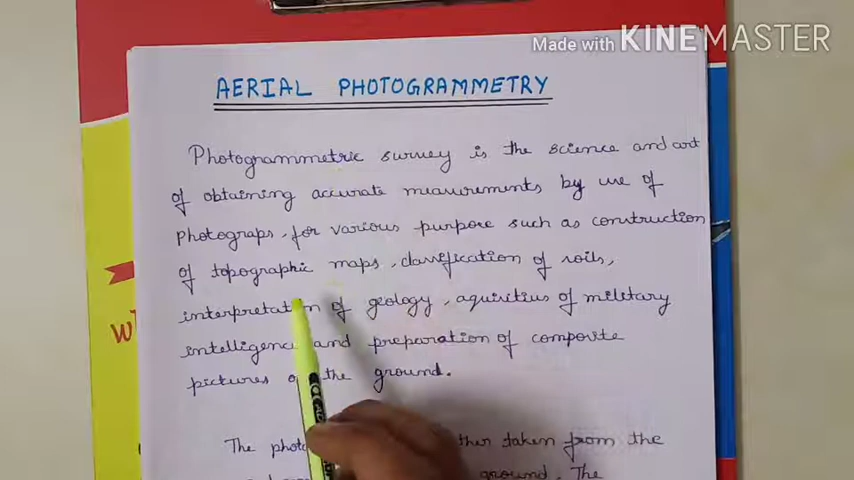 Made with KINEMASTER
AERIAL PHOTOGRAMMETRY
Photogrammetric survey is the science and art
of obtaining accurate measurements by use of
photograps, for various purpose such as construction
of topographic maps, classification of soils,
interpretation of geology, aquisitius of military
intelligence and preparation of composite
pictures of the ground.
The taken from the
ground. The